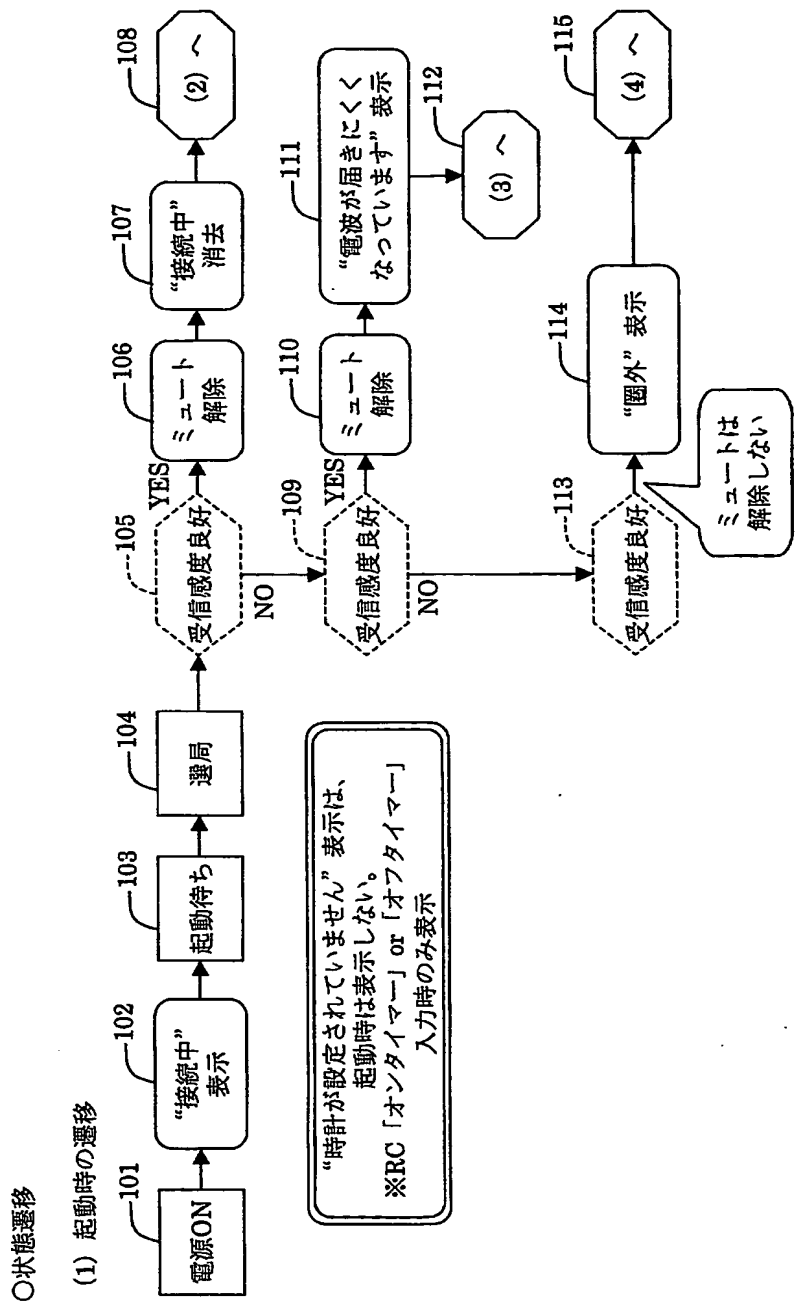 ○状態遷移
(1) 起動時の遷移
101
電源ON
102
“接続中”
表示
103
起動待ち
104
選局
105
受信感度良好
YES
NO
106
ミュート
解除
107
“接続中”
消去
108
(2) へ
109
受信感度良好
YES
NO
110
ミュート
解除
111
“電波が届きにくく
なっています” 表示
112
(3) へ
113
受信感度良好
ミュートは
解除しない
114
“圏外” 表示
115
(4) へ
“時計が設定されていません” 表示は、
起動時は表示しない。
※RC「オンタイマー」or「オフタイマー」
入力時のみ表示